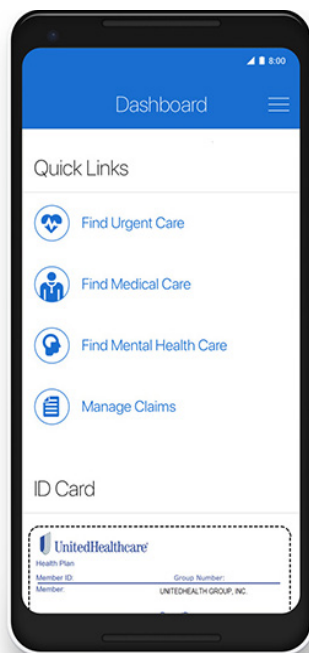 8:00
Dashboard
Quick Links
Find Urgent Care
Find Medical Care
Find Mental Health Care
Manage Claims
ID Card
UnitedHealthcare®
Health Plan
Member ID: Group Number:
Member: UNITEDHEALTH GROUP, INC.